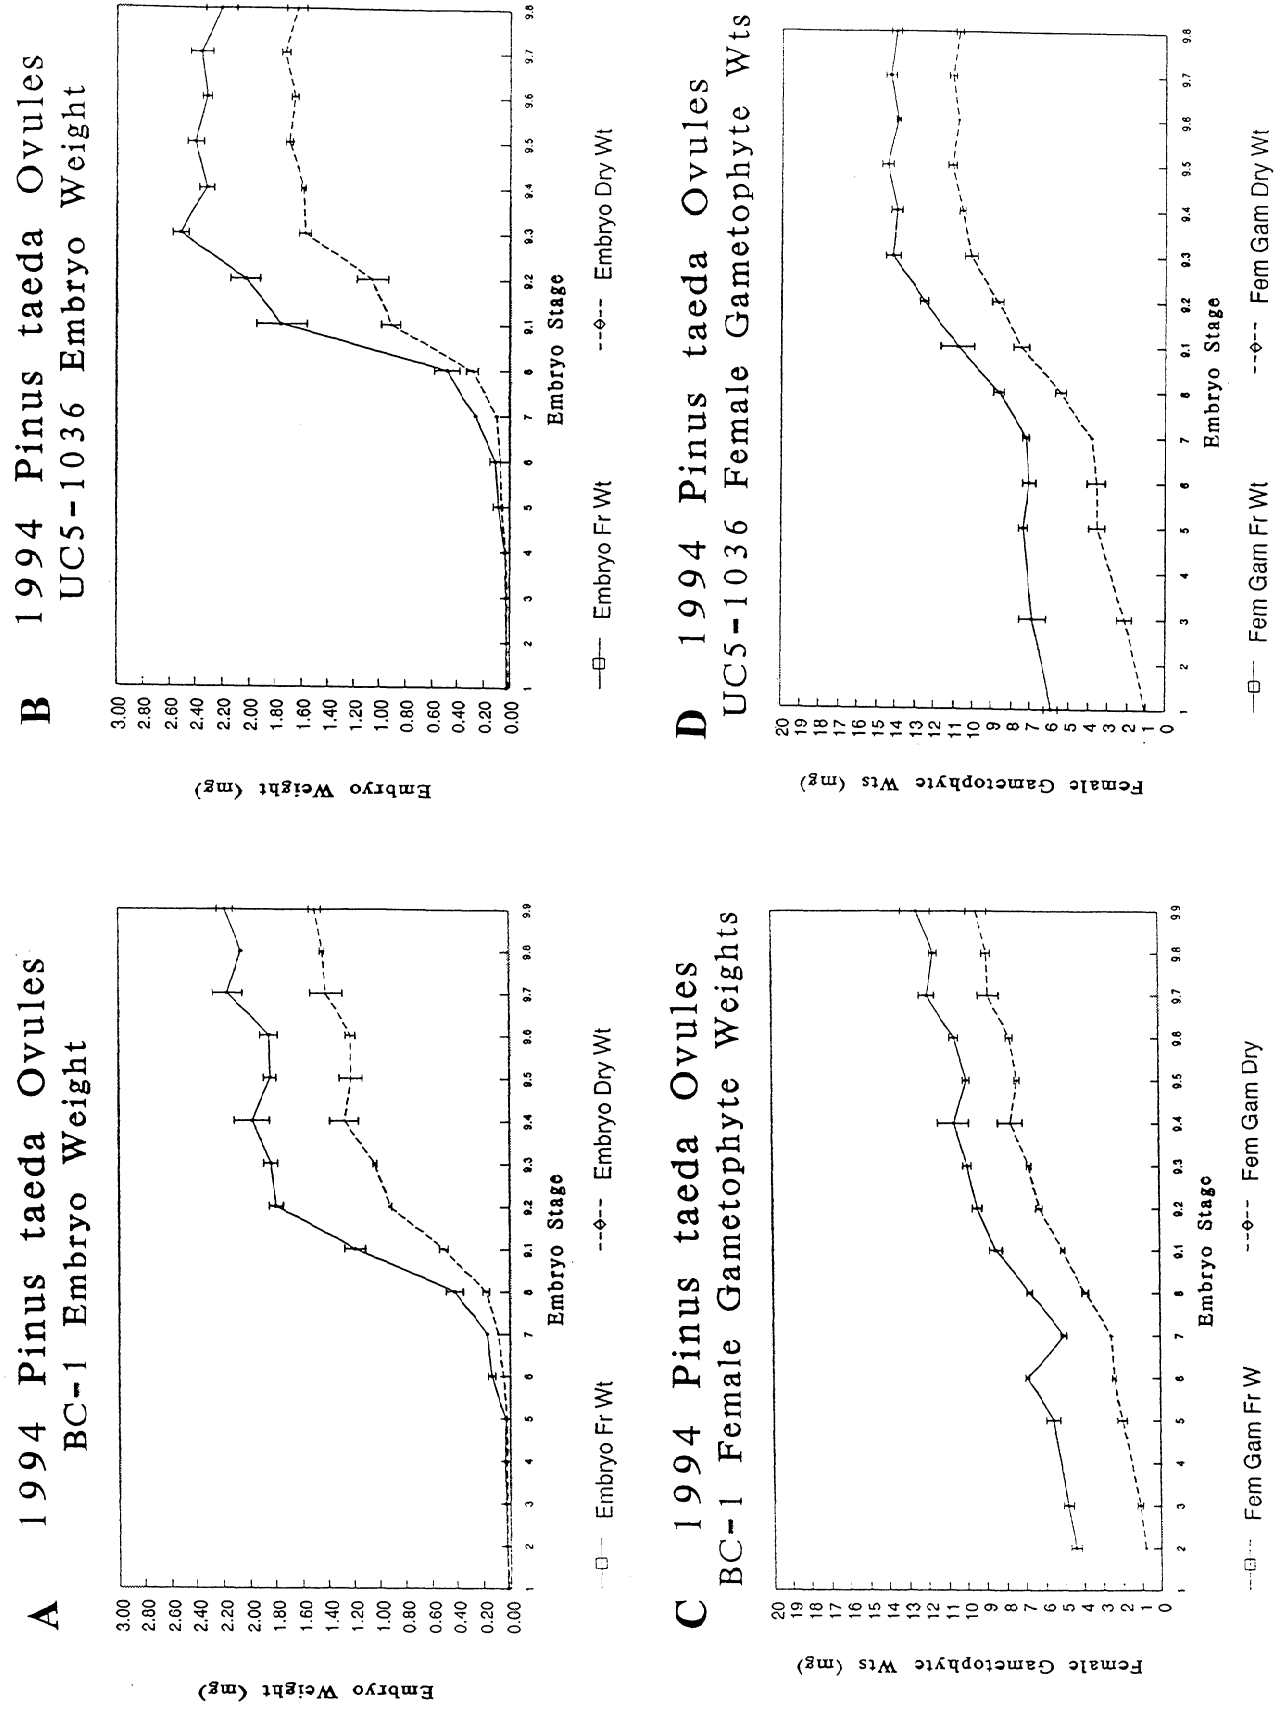 A
1994 Pinus taeda Ovules
BC-1 Embryo Weight
Embryo Weight (mg)
3.00
2.80
2.60
2.40
2.20
2.00
1.80
1.60
1.40
1.20
1.00
0.80
0.60
0.40
0.20
0.00
1 2 3 4 5 6 7 8 9.1 9.2 9.3 9.4 9.5 9.6 9.7 9.8 9.9
Embryo Stage
Embryo Fr Wt Embryo Dry Wt
B
1994 Pinus taeda Ovules
UC5-1036 Embryo Weight
Embryo Weight (mg)
3.00
2.80
2.60
2.40
2.20
2.00
1.80
1.60
1.40
1.20
1.00
0.80
0.60
0.40
0.20
0.00
1 2 3 4 5 6 7 8 9.1 9.2 9.3 9.4 9.5 9.6 9.7 9.8
Embryo Stage
Embryo Fr Wt Embryo Dry Wt
C
1994 Pinus taeda Ovules
BC-1 Female Gametophyte Weights
Female Gametophyte Wts (mg)
20
19
18
17
16
15
14
13
12
11
10
9
8
7
6
5
4
3
2
1
0
1 2 3 4 5 6 7 8 9.1 9.2 9.3 9.4 9.5 9.6 9.7 9.8 9.9
Embryo Stage
Fem Gam Fr W Fem Gam Dry
D
1994 Pinus taeda Ovules
UC5-1036 Female Gametophyte Wts
Female Gametophyte Wts (mg)
20
19
18
17
16
15
14
13
12
11
10
9
8
7
6
5
4
3
2
1
0
1 2 3 4 5 6 7 8 9.1 9.2 9.3 9.4 9.5 9.6 9.7 9.8
Embryo Stage
Fem Gam Fr Wt Fem Gam Dry Wt